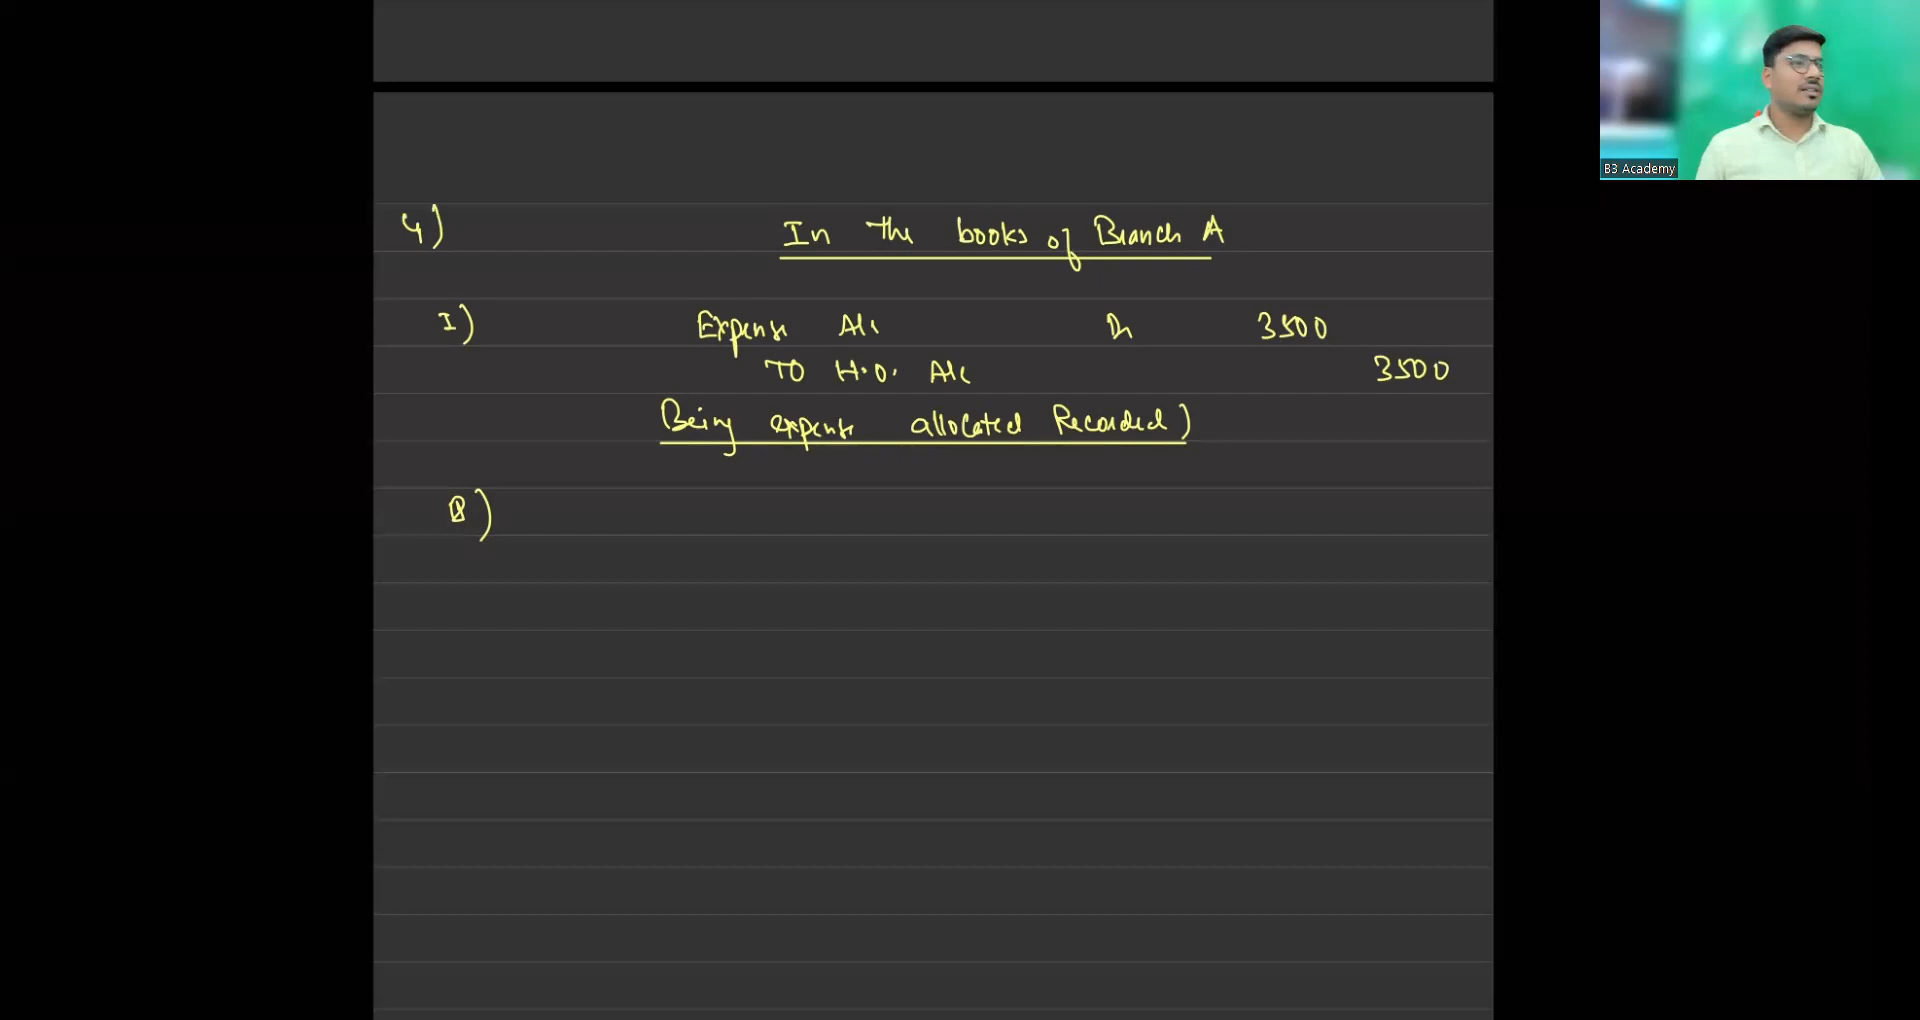 4) In the books of Branch A
I) Expense A/c Dr 3500
TO H.O. A/c 3500
Being expense allocated Recorded)
B3 Academy